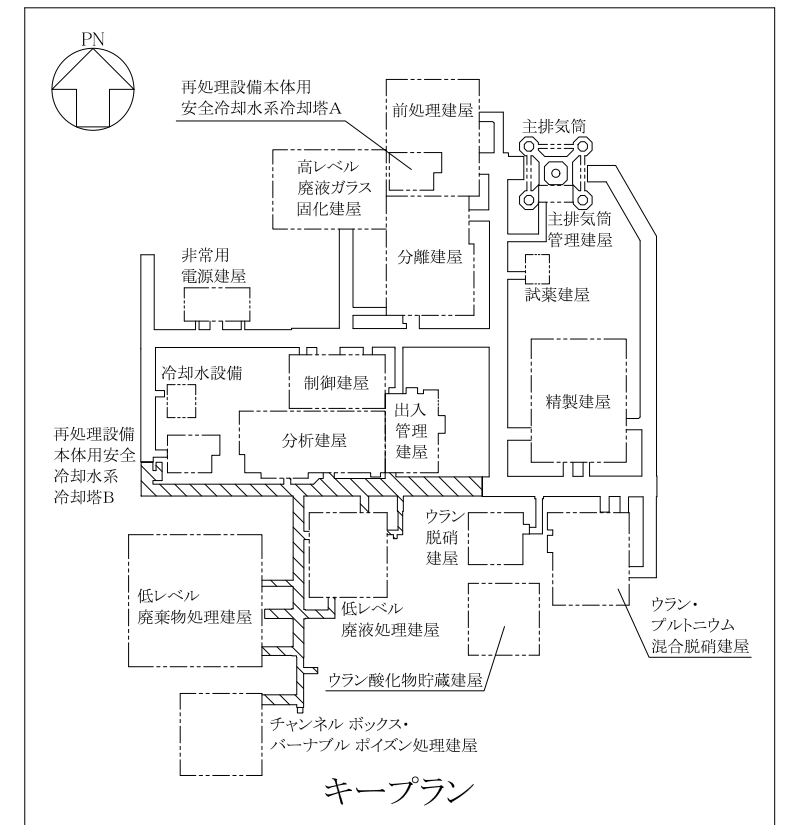 PN
再処理設備本体用
安全冷却水系冷却塔A
前処理建屋
主排気筒
高レベル
廃液ガラス
固化建屋
主排気筒
管理建屋
非常用
電源建屋
分離建屋
試薬建屋
冷却水設備
制御建屋
精製建屋
出入
管理
建屋
分析建屋
再処理設備
本体用安全
冷却水系
冷却塔B
ウラン
脱硝
建屋
低レベル
廃棄物処理建屋
低レベル
廃液処理建屋
ウラン・
プルトニウム
混合脱硝建屋
ウラン酸化物貯蔵建屋
チャンネル ボックス・
バーナブル ポイズン処理建屋
キープラン